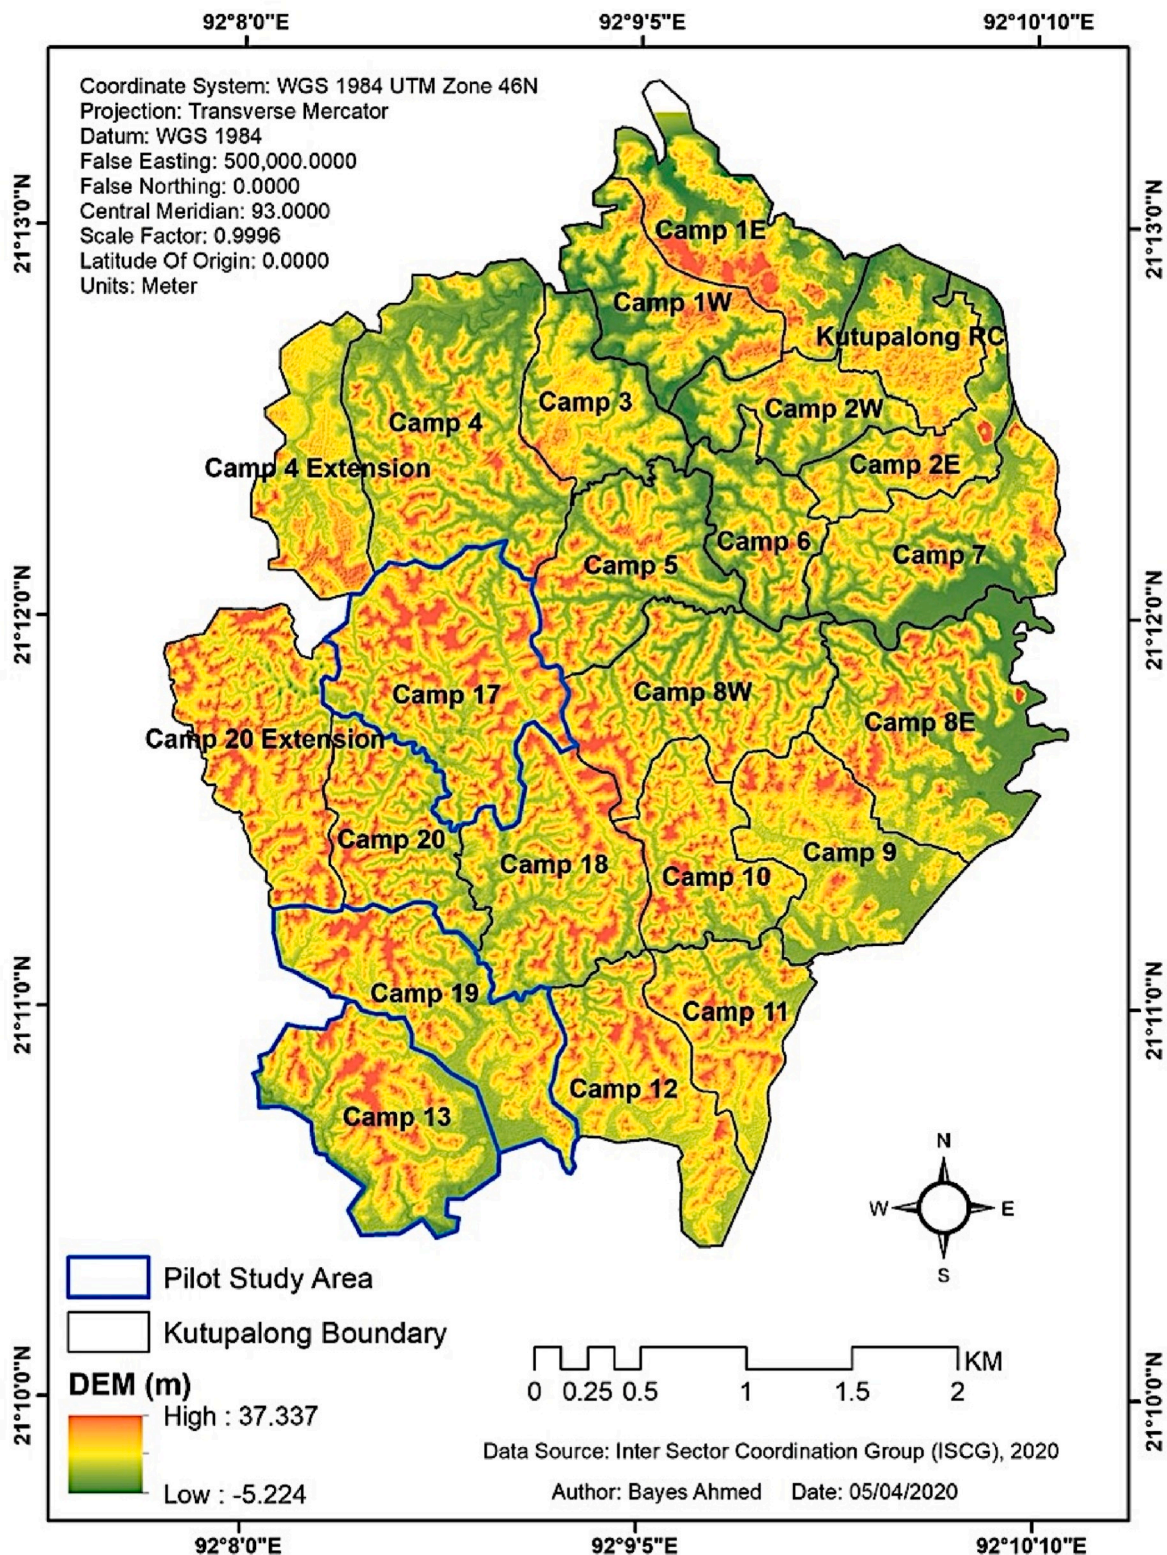 92°8'0"E
92°9'5"E
92°10'10"E
Coordinate System: WGS 1984 UTM Zone 46N
Projection: Transverse Mercator
Datum: WGS 1984
False Easting: 500,000.0000
False Northing: 0.0000
Central Meridian: 93.0000
Scale Factor: 0.9996
Latitude Of Origin: 0.0000
Units: Meter
21°13'0"N
21°13'0"N
Camp 1E
Camp 1W
Kutupalong RC
Camp 3
Camp 2W
Camp 4
Camp 4 Extension
Camp 2E
Camp 6
Camp 7
Camp 5
21°12'0"N
21°12'0"N
Camp 17
Camp 8W
Camp 8E
Camp 20 Extension
Camp 20
Camp 18
Camp 9
Camp 10
Camp 19
21°11'0"N
21°11'0"N
Camp 11
Camp 12
Camp 13
N
W
E
S
Pilot Study Area
Kutupalong Boundary
KM
0 0.25 0.5 1 1.5 2
DEM (m)
High : 37.337
Low : -5.224
21°10'0"N
21°10'0"N
Data Source: Inter Sector Coordination Group (ISCG), 2020
Author: Bayes Ahmed Date: 05/04/2020
92°8'0"E
92°9'5"E
92°10'10"E